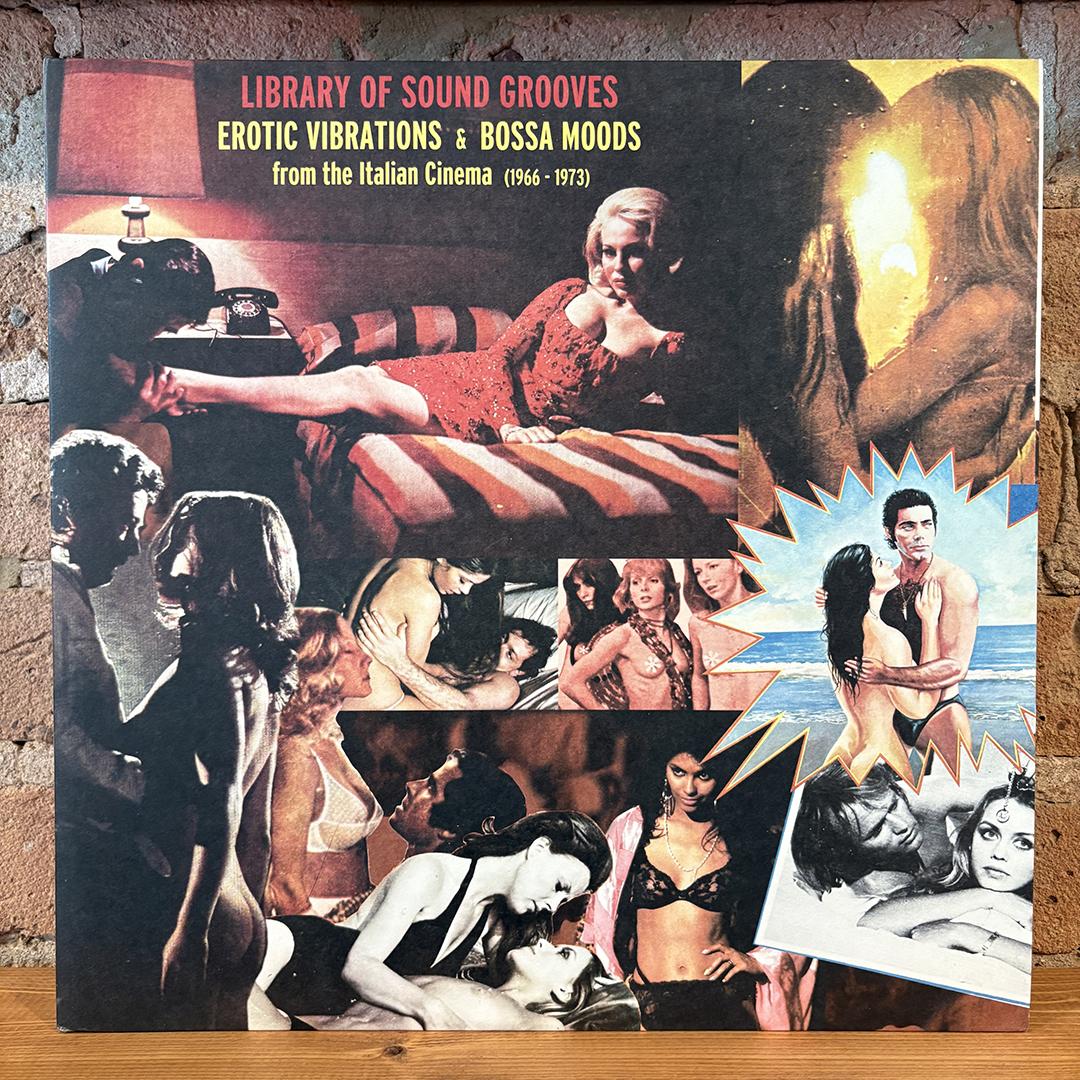 LIBRARY OF SOUND GROOVES
EROTIC VIBRATIONS & BOSSA MOODS
from the Italian Cinema (1966 - 1973)